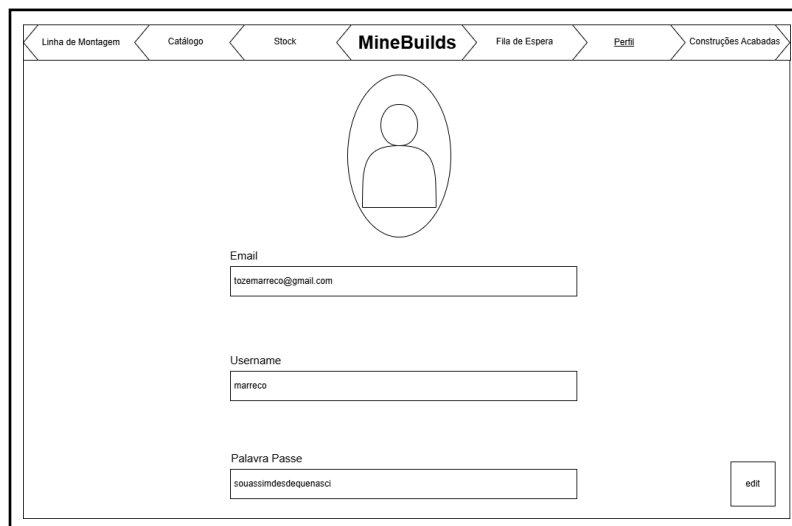 Linha de Montagem
Catálogo
Stock
MineBuilds
Fila de Espera
Perfil
Construções Acabadas
Email
tozemarreco@gmail.com
Username
marreco
Palavra Passe
souassimdesdequenasci
edit